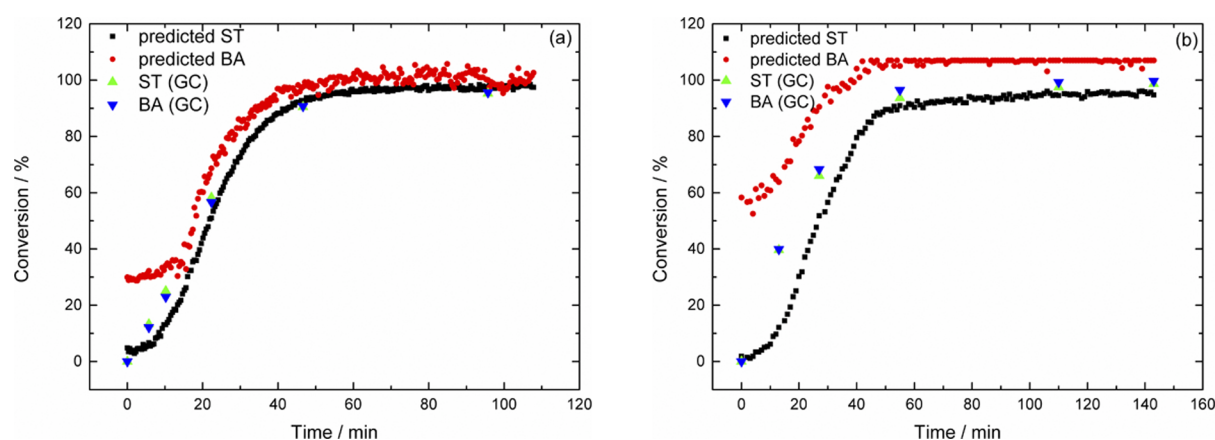 120
100
80
60
40
20
0
Conversion / %
predicted ST
predicted BA
ST (GC)
BA (GC)
(a)
0 20 40 60 80 100 120
Time / min
120
100
80
60
40
20
0
Conversion / %
predicted ST
predicted BA
ST (GC)
BA (GC)
(b)
0 20 40 60 80 100 120 140 160
Time / min